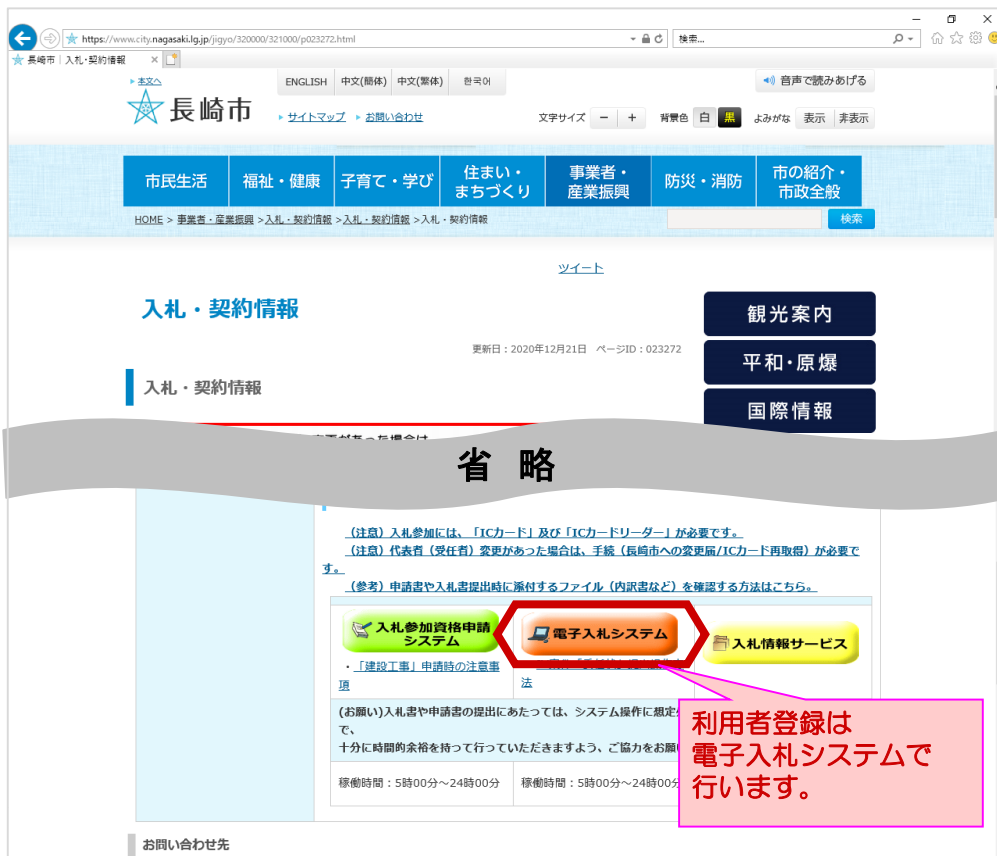 https://www.city.nagasaki.lg.jp/jigyo/320000/321000/p023272.html
検索...
長崎市 | 入札・契約情報
本文へ
ENGLISH 中文(簡体) 中文(繁体) 한국어
音声で読みあげる
長崎市
サイトマップ お問い合わせ
文字サイズ − + 背景色 白 黒 よみがな 表示 非表示
市民生活 福祉・健康 子育て・学び 住まい・まちづくり 事業者・産業振興 防災・消防 市の紹介・市政全般
HOME > 事業者・産業振興 >入札・契約情報 >入札・契約情報 >入札・契約情報
検索
ツイート
入札・契約情報
観光案内
更新日：2020年12月21日 ページID：023272
平和・原爆
入札・契約情報
国際情報
があった場合は
省 略
（注意）入札参加には、「ICカード」及び「ICカードリーダー」が必要です。
（注意）代表者（受任者）変更があった場合は、手続（長崎市への変更届/ICカード再取得）が必要で
す。
（参考）申請書や入札書提出時に添付するファイル（内訳書など）を確認する方法はこちら。
入札参加資格申請
システム
電子入札システム
入札情報サービス
・「建設工事」申請時の注意事
項
法
(お願い)入札書や申請書の提出にあたっては、システム操作に想定
で、
十分に時間的余裕を持って行っていただきますよう、ご協力をお願
稼働時間：5時00分～24時00分 稼働時間：5時00分～24時00分
利用者登録は
電子入札システムで
行います。
お問い合わせ先